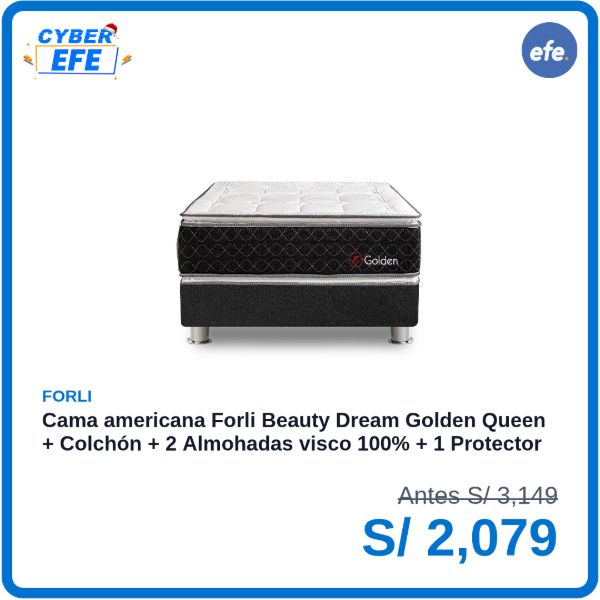 CYBER
EFE
efe.
Golden
FORLI
Cama americana Forli Beauty Dream Golden Queen
+ Colchón + 2 Almohadas visco 100% + 1 Protector
Antes S/ 3,149
S/ 2,079